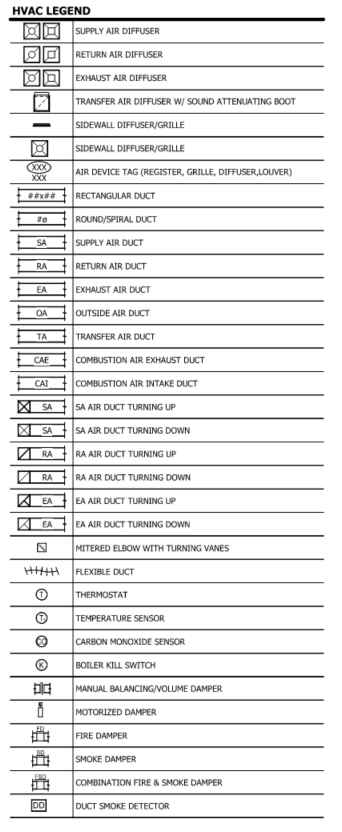 HVAC LEGEND
SUPPLY AIR DIFFUSER
RETURN AIR DIFFUSER
EXHAUST AIR DIFFUSER
TRANSFER AIR DIFFUSER W/ SOUND ATTENUATING BOOT
SIDEWALL DIFFUSER/GRILLE
SIDEWALL DIFFUSER/GRILLE
XXX
XXX AIR DEVICE TAG (REGISTER, GRILLE, DIFFUSER,LOUVER)
##x## RECTANGULAR DUCT
#ø ROUND/SPIRAL DUCT
SA SUPPLY AIR DUCT
RA RETURN AIR DUCT
EA EXHAUST AIR DUCT
OA OUTSIDE AIR DUCT
TA TRANSFER AIR DUCT
CAE COMBUSTION AIR EXHAUST DUCT
CAI COMBUSTION AIR INTAKE DUCT
SA SA AIR DUCT TURNING UP
SA SA AIR DUCT TURNING DOWN
RA RA AIR DUCT TURNING UP
RA RA AIR DUCT TURNING DOWN
EA EA AIR DUCT TURNING UP
EA EA AIR DUCT TURNING DOWN
MITERED ELBOW WITH TURNING VANES
FLEXIBLE DUCT
T THERMOSTAT
TEMPERATURE SENSOR
CO CARBON MONOXIDE SENSOR
K BOILER KILL SWITCH
MANUAL BALANCING/VOLUME DAMPER
MOTORIZED DAMPER
FD FIRE DAMPER
SD SMOKE DAMPER
FSD COMBINATION FIRE & SMOKE DAMPER
DD DUCT SMOKE DETECTOR